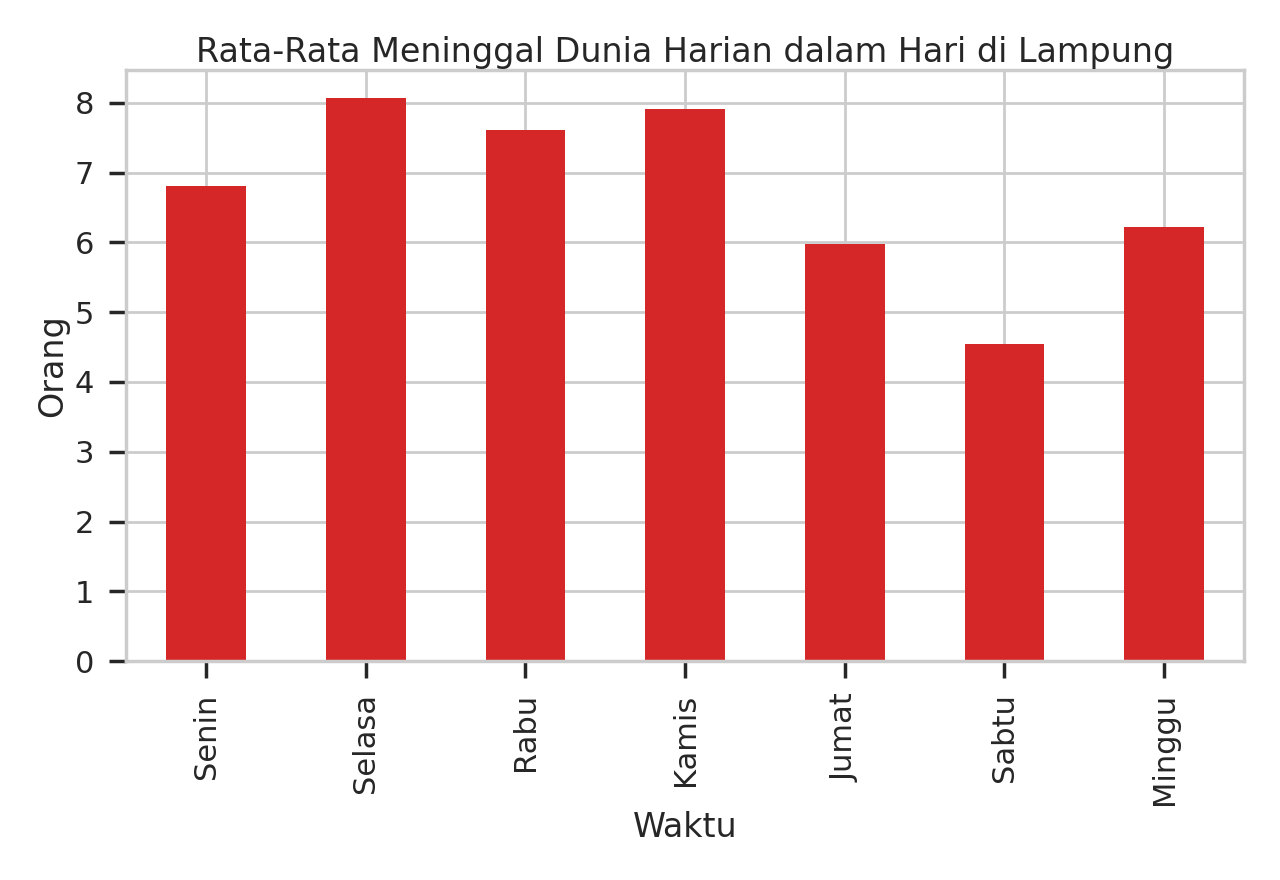 Rata-Rata Meninggal Dunia Harian dalam Hari di Lampung
8
7
6
5
4
3
2
1
0
Orang
Senin
Selasa
Rabu
Kamis
Jumat
Sabtu
Minggu
Waktu